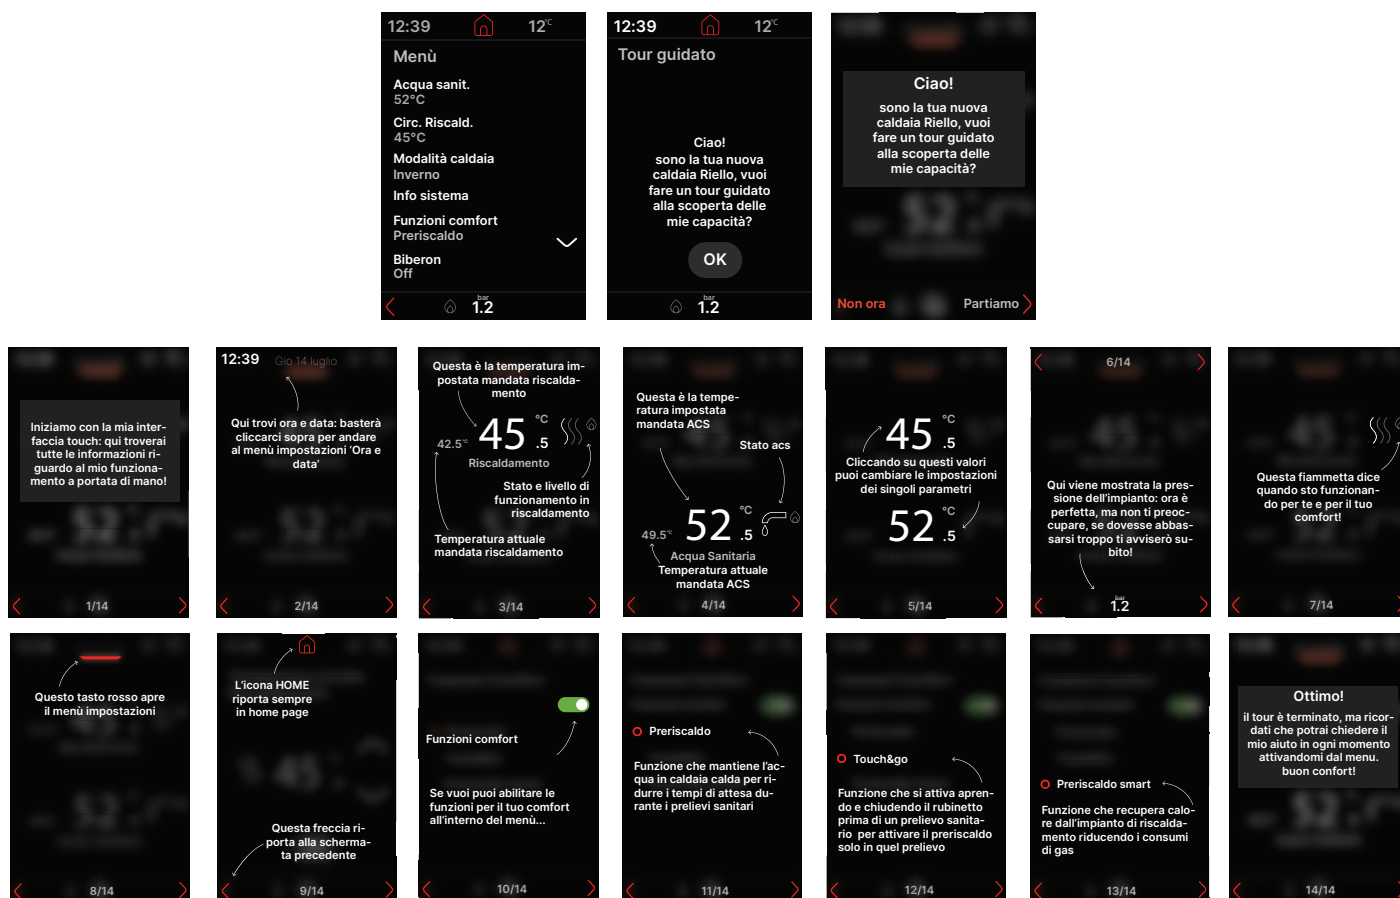 12:39
12°C
Menù
Acqua sanit.
52°C
Circ. Riscald.
45°C
Modalità caldaia
Inverno
Info sistema
Funzioni comfort
Preriscaldo
Biberon
Off
bar
1.2
12:39
12°C
Tour guidato
Ciao!
sono la tua nuova
caldaia Riello, vuoi
fare un tour guidato
alla scoperta delle
mie capacità?
OK
bar
1.2
Ciao!
sono la tua nuova
caldaia Riello, vuoi
fare un tour guidato
alla scoperta delle
mie capacità?
52
Non ora
Partiamo
Iniziamo con la mia inter-
faccia touch: qui troverai
tutte le informazioni ri-
guardo al mio funziona-
mento a portata di mano!
52
1/14
12:39
Gio 14 luglio
Qui trovi ora e data: basterà
cliccarci sopra per andare
al menù impostazioni 'Ora e
data'
52
2/14
Questa è la temperatura im-
postata mandata riscalda-
mento
45 °C
.5
42.5°C
Riscaldamento
Stato e livello di
funzionamento in
riscaldamento
Temperatura attuale
mandata riscaldamento
3/14
Questa è la tempe-
ratura impostata
mandata ACS
Stato acs
52 °C
.5
49.5°C
Acqua Sanitaria
Temperatura attuale
mandata ACS
4/14
45 °C
.5
Cliccando su questi valori
puoi cambiare le impostazioni
dei singoli parametri
52 °C
.5
5/14
6/14
45
Qui viene mostrata la pres-
sione dell'impianto: ora è
perfetta, ma non ti preoc-
cupare, se dovesse abbas-
sarsi troppo ti avviserò su-
bito!
bar
1.2
45
Questa fiammetta dice
quando sto funzionan-
do per te e per il tuo
comfort!
52
7/14
Questo tasto rosso apre
il menù impostazioni
45
52
8/14
L'icona HOME
riporta sempre
in home page
45
Questa freccia ri-
porta alla scherma-
ta precedente
9/14
Funzioni comfort
Se vuoi puoi abilitare le
funzioni per il tuo comfort
all'interno del menù...
10/14
Preriscaldo
Funzione che mantiene l'ac-
qua in caldaia calda per ri-
durre i tempi di attesa du-
rante i prelievi sanitari
11/14
Touch&go
Funzione che si attiva apren-
do e chiudendo il rubinetto
prima di un prelievo sanita-
rio per attivare il preriscaldo
solo in quel prelievo
12/14
Preriscaldo smart
Funzione che recupera calo-
re dall'impianto di riscalda-
mento riducendo i consumi
di gas
13/14
Ottimo!
il tour è terminato, ma ricor-
dati che potrai chiedere il
mio aiuto in ogni momento
attivandomi dal menu.
buon confort!
52
14/14